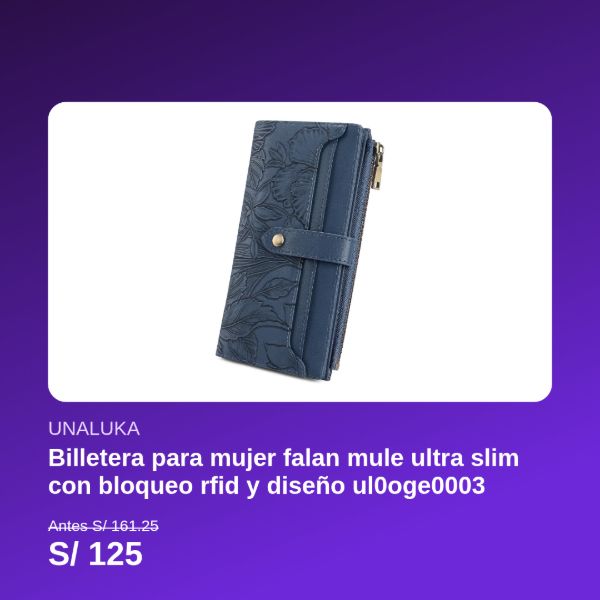 UNALUKA
Billetera para mujer falan mule ultra slim
con bloqueo rfid y diseño ul0oge0003
Antes S/ 161.25
S/ 125